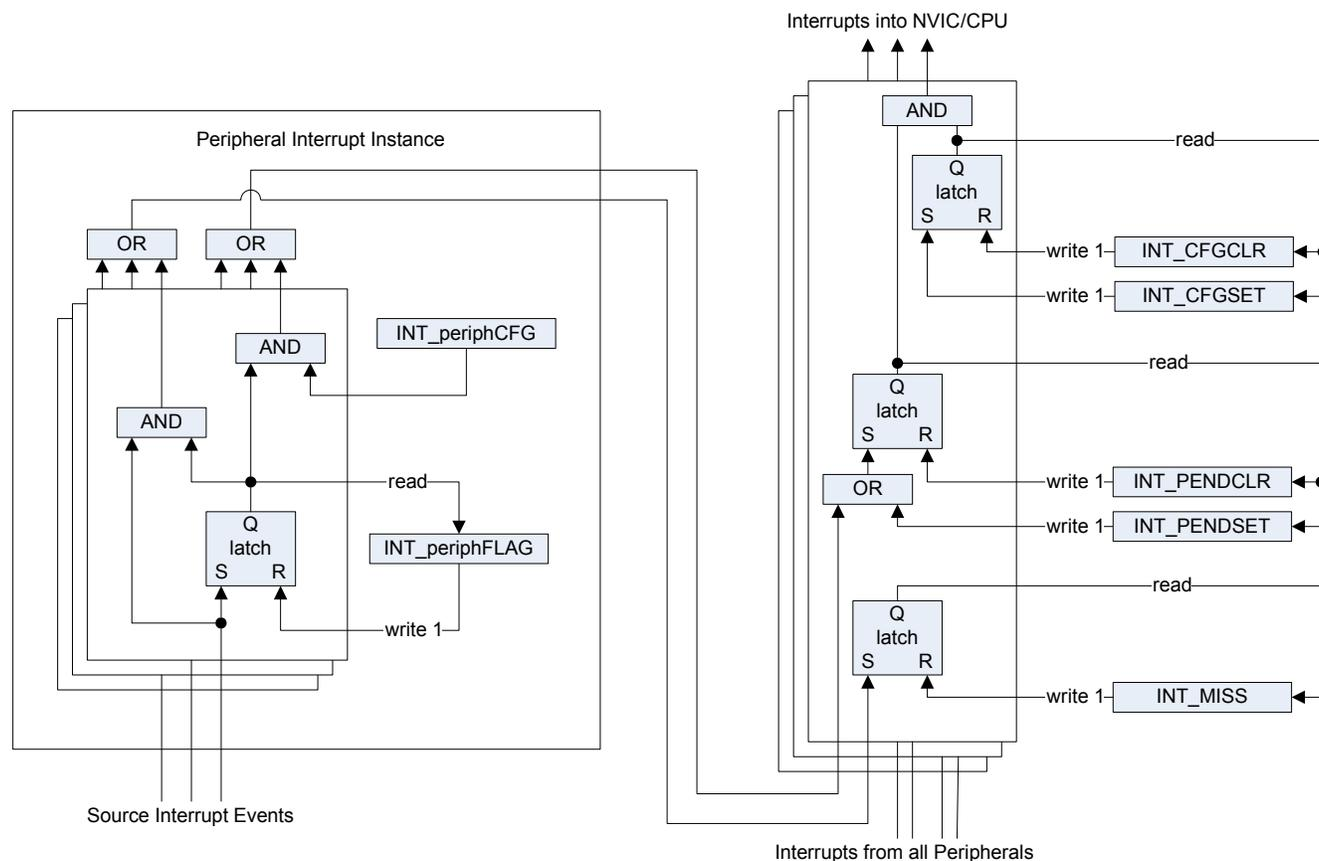 Interrupts into NVIC/CPU
Peripheral Interrupt Instance
OR
OR
AND
INT_periphCFG
AND
read
Q
latch
S R
INT_periphFLAG
write 1
Source Interrupt Events
AND
read
Q
latch
S R
write 1
INT_CFGCLR
write 1
INT_CFGSET
read
Q
latch
S R
OR
write 1
INT_PENDCLR
write 1
INT_PENDSET
read
Q
latch
S R
write 1
INT_MISS
Interrupts from all Peripherals